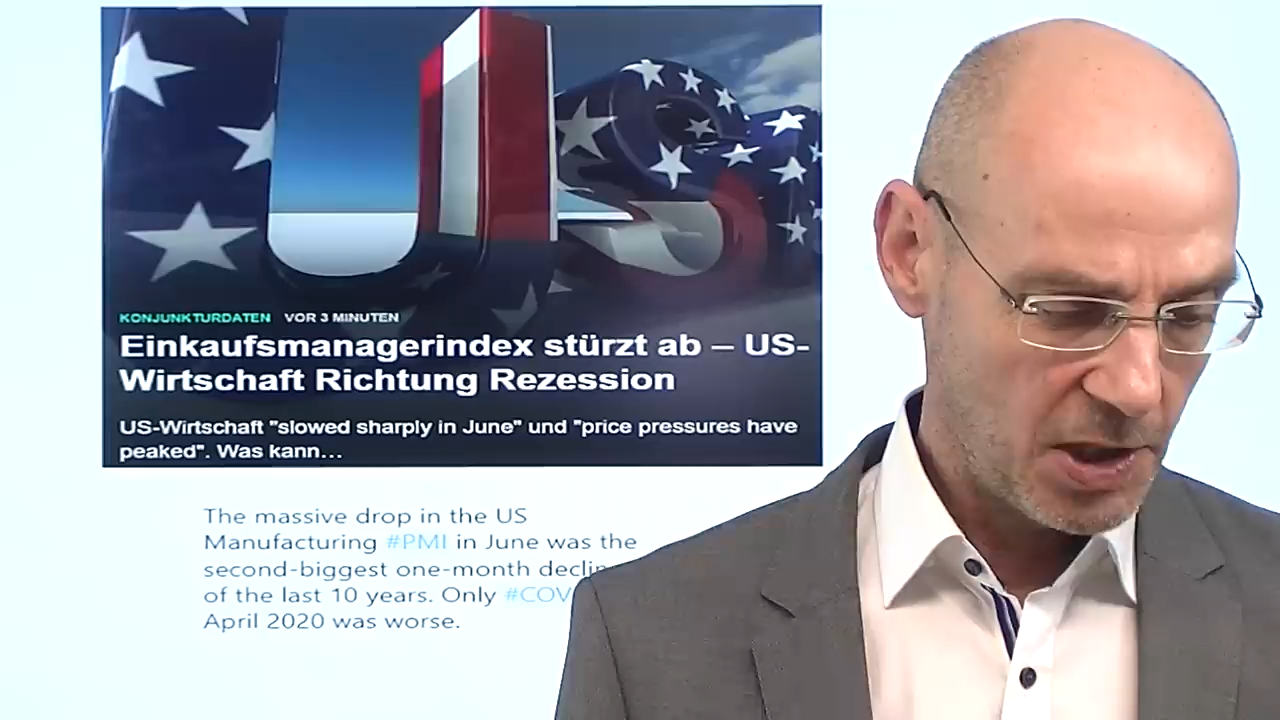 KONJUNKTURDATEN VOR 3 MINUTEN
Einkaufsmanagerindex stürzt ab – US-
Wirtschaft Richtung Rezession
US-Wirtschaft "slowed sharply in June" und "price pressures have
peaked". Was kann…
The massive drop in the US
Manufacturing #PMI in June was the
second-biggest one-month
of the last 10 years. Only
April 2020 was worse.